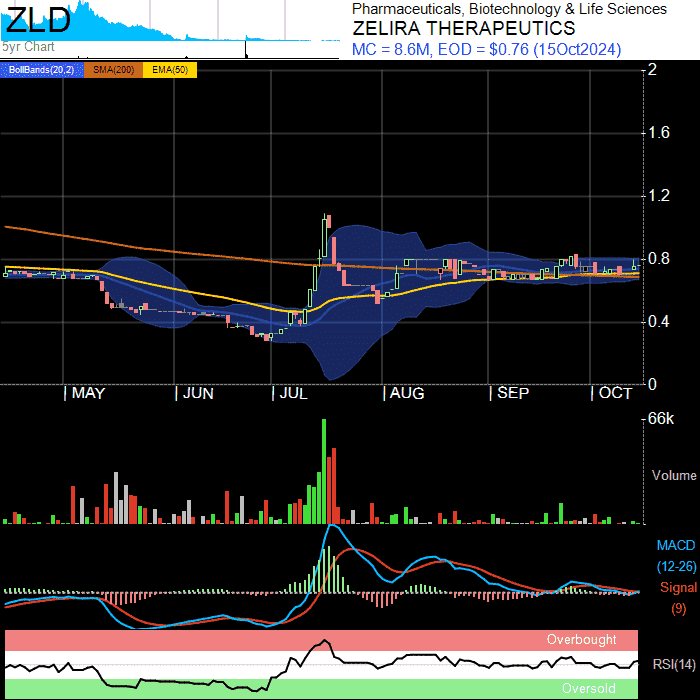 ZLD
5yr Chart
Pharmaceuticals, Biotechnology & Life Sciences
ZELIRA THERAPEUTICS
MC = 8.6M, EOD = $0.76 (15Oct2024)
BollBands(20,2) SMA(200) EMA(50)
2
1.6
1.2
0.8
0.4
0
MAY JUN JUL AUG SEP OCT
66k
Volume
MACD
(12-26)
Signal
(9)
Overbought
RSI(14)
Oversold